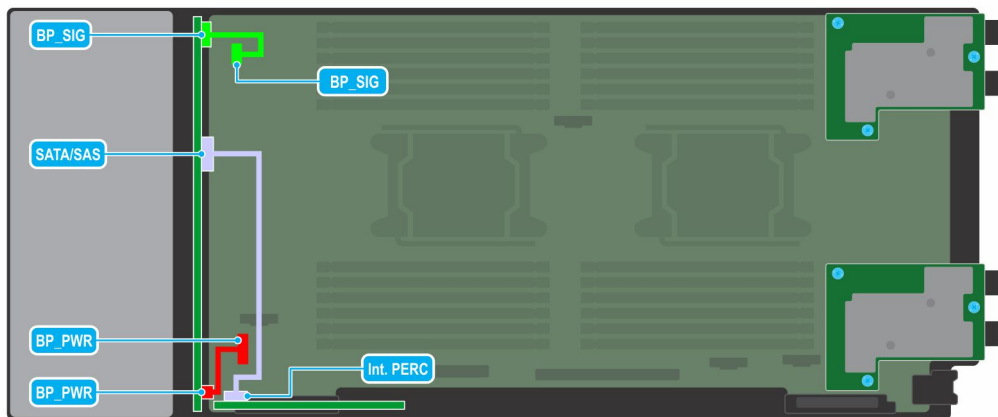 BP_SIG
BP_SIG
SATA/SAS
BP_PWR
Int. PERC
BP_PWR